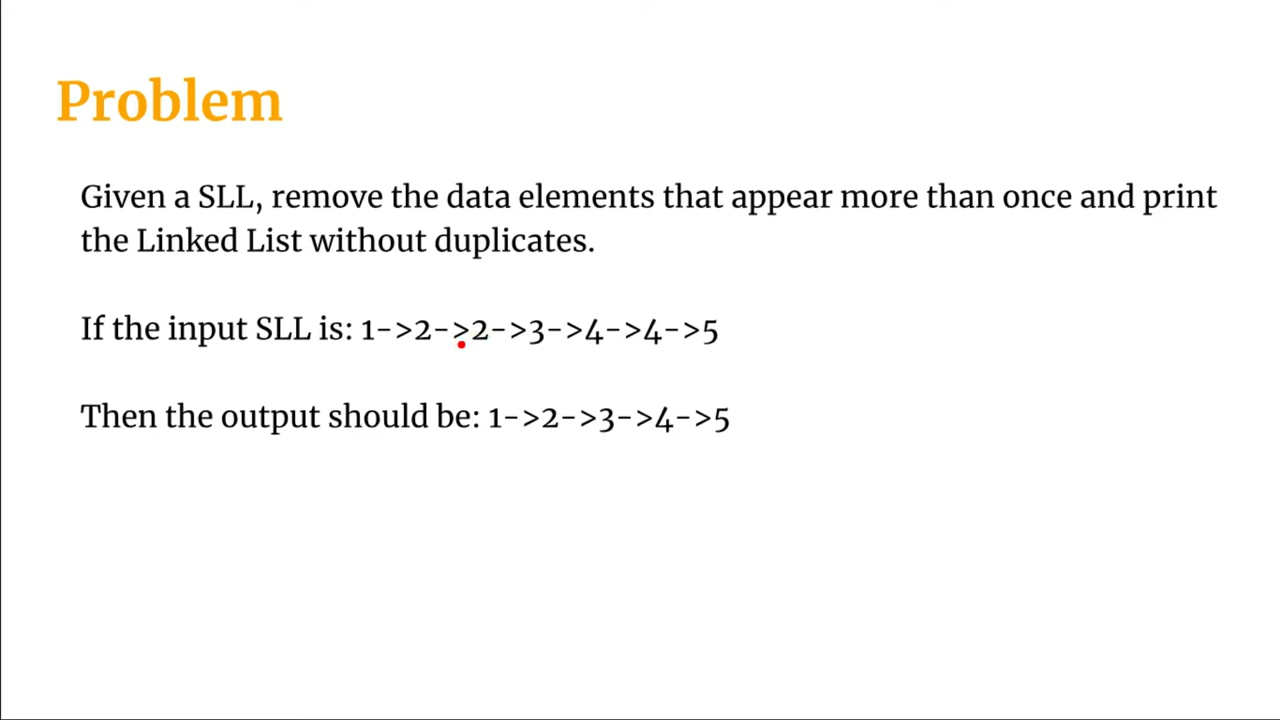 Problem
Given a SLL, remove the data elements that appear more than once and print
the Linked List without duplicates.
If the input SLL is: 1->2->2->3->4->4->5
Then the output should be: 1->2->3->4->5